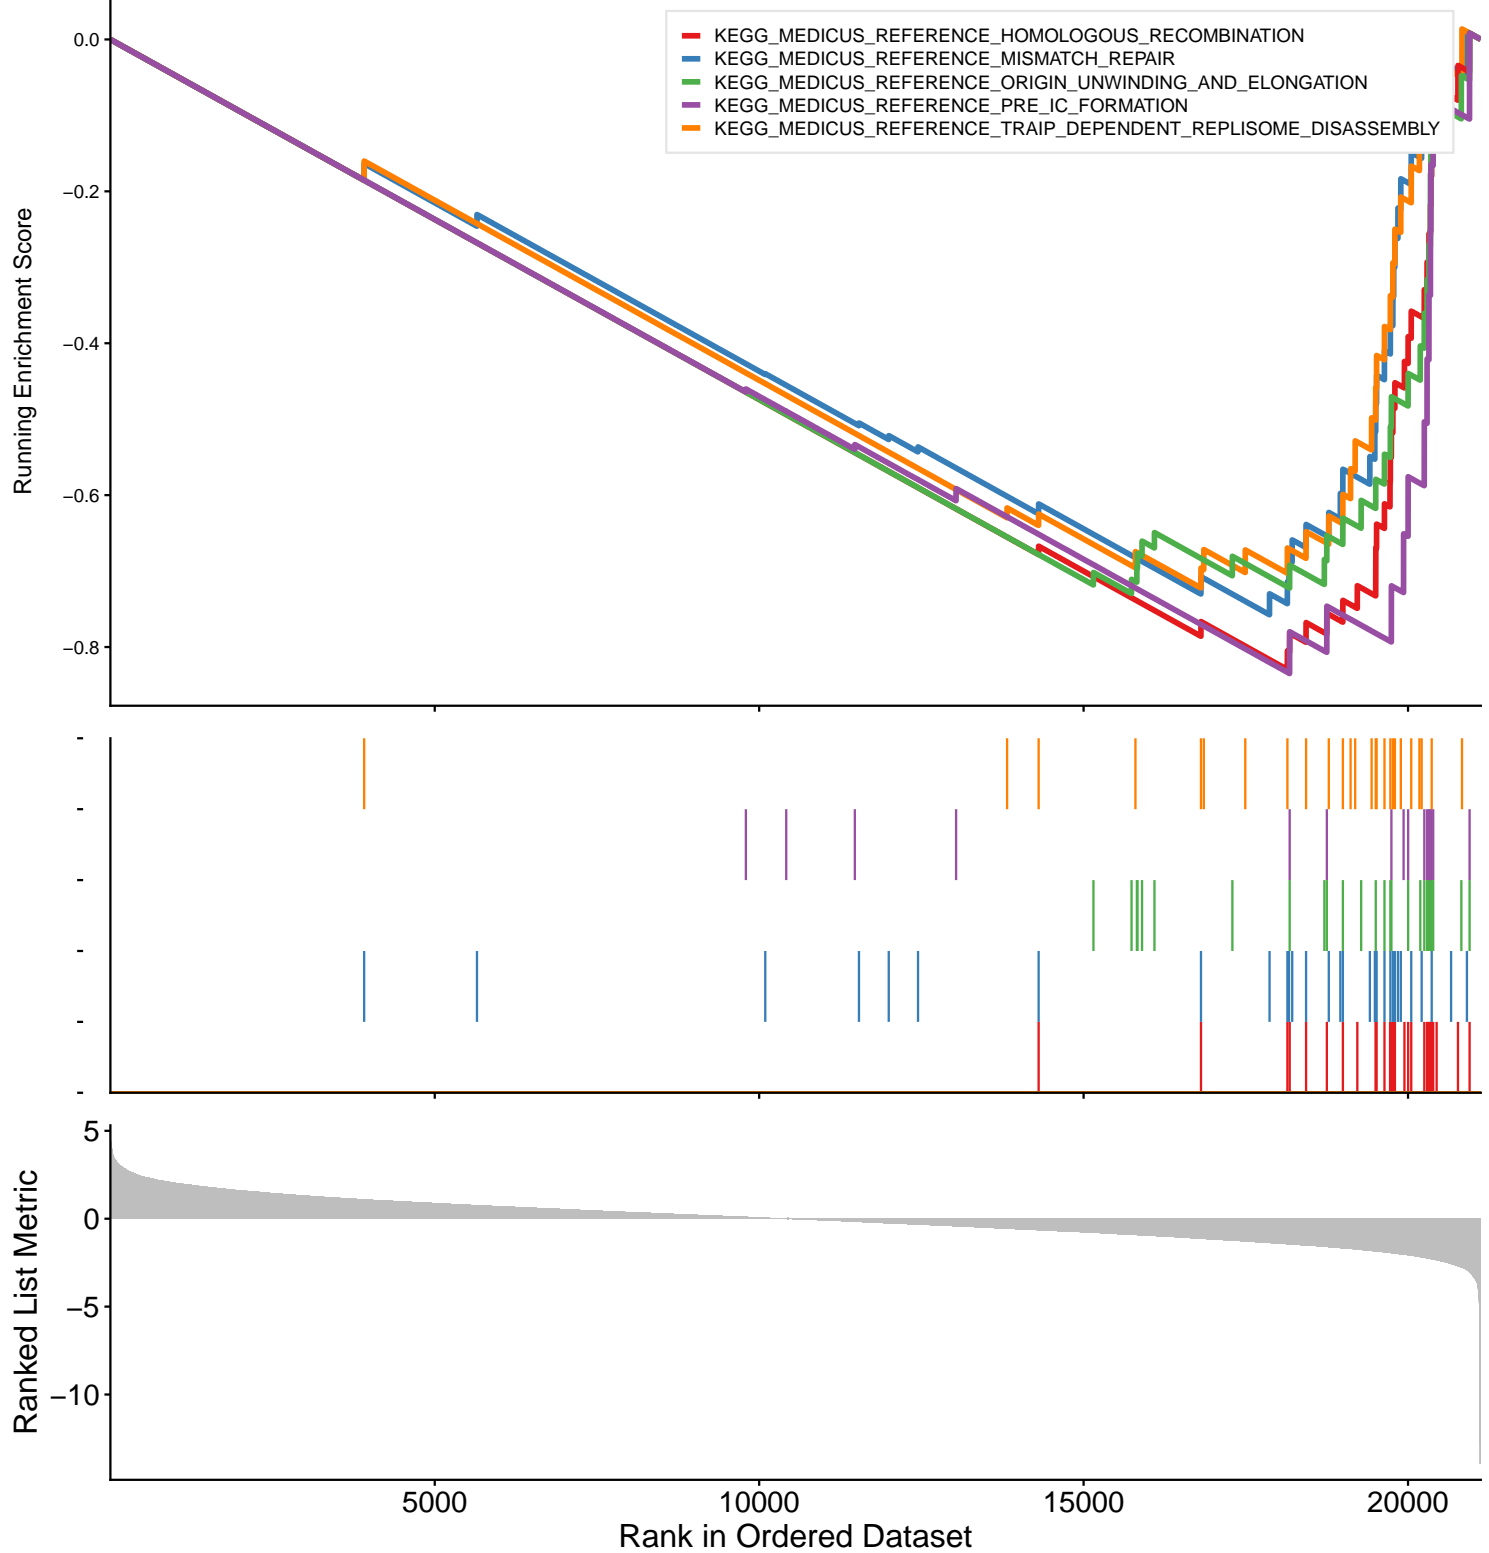 KEGG_MEDICUS_REFERENCE_HOMOLOGOUS_RECOMBINATION
KEGG_MEDICUS_REFERENCE_MISMATCH_REPAIR
KEGG_MEDICUS_REFERENCE_ORIGIN_UNWINDING_AND_ELONGATION
KEGG_MEDICUS_REFERENCE_PRE_IC_FORMATION
KEGG_MEDICUS_REFERENCE_TRAIP_DEPENDENT_REPLISOME_DISASSEMBLY
Running Enrichment Score
0.0
−0.2
−0.4
−0.6
−0.8
Ranked List Metric
5
0
−5
−10
5000 10000 15000 20000
Rank in Ordered Dataset